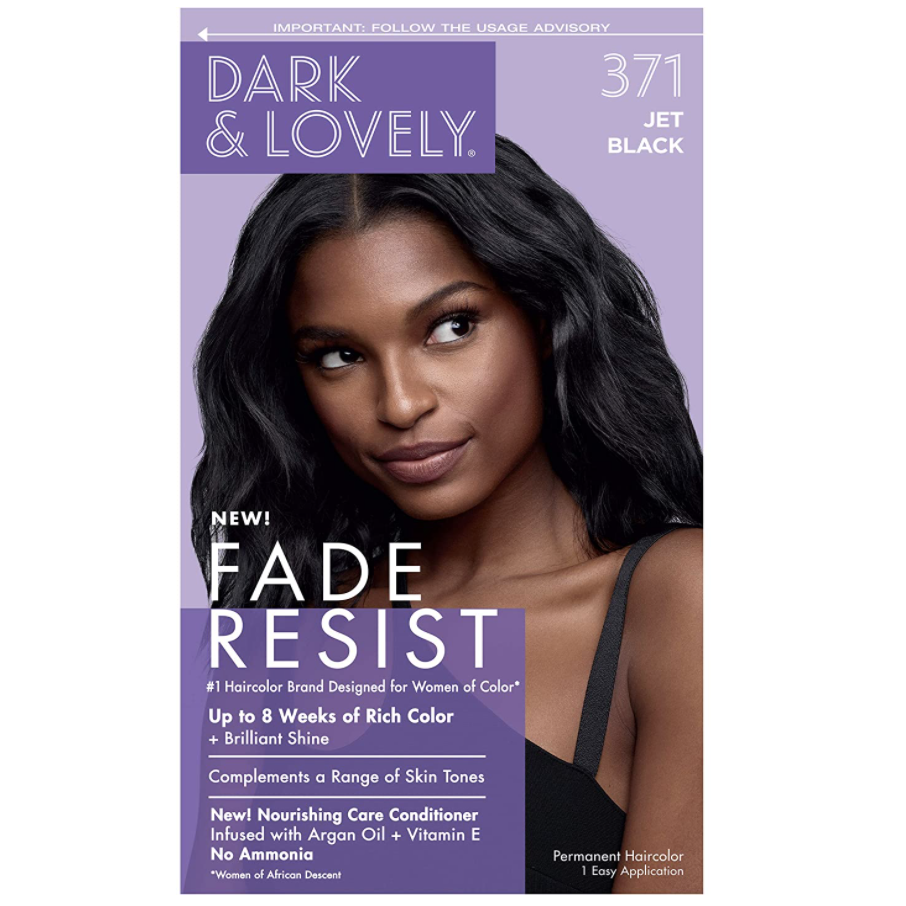 IMPORTANT: FOLLOW THE USAGE ADVISORY
DARK
& LOVELY®
371
JET
BLACK
NEW!
FADE
RESIST
#1 Haircolor Brand Designed for Women of Color*
Up to 8 Weeks of Rich Color
+ Brilliant Shine
Complements a Range of Skin Tones
New! Nourishing Care Conditioner
Infused with Argan Oil + Vitamin E
No Ammonia
*Women of African Descent
Permanent Haircolor
1 Easy Application